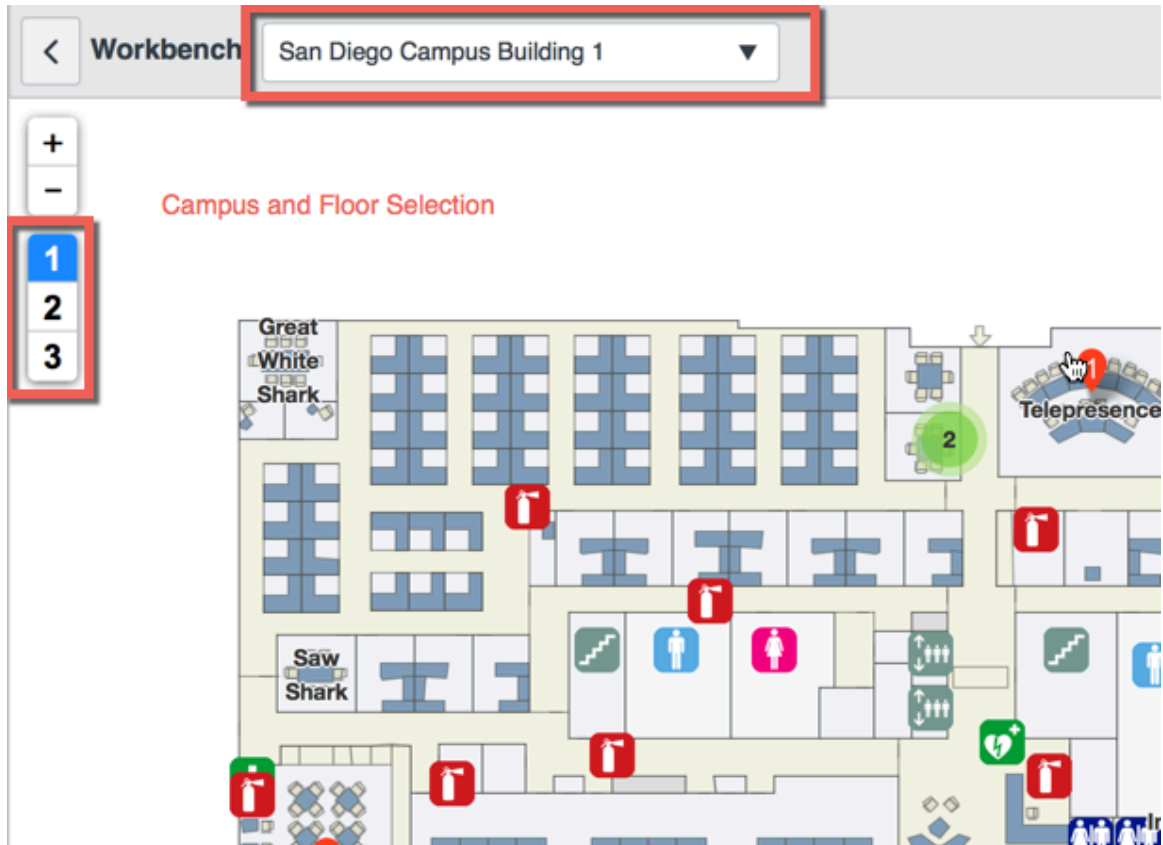 Workbench
San Diego Campus Building 1
+
−
Campus and Floor Selection
1
2
3
Great
White
Shark
1
Telepresence
2
Saw
Shark